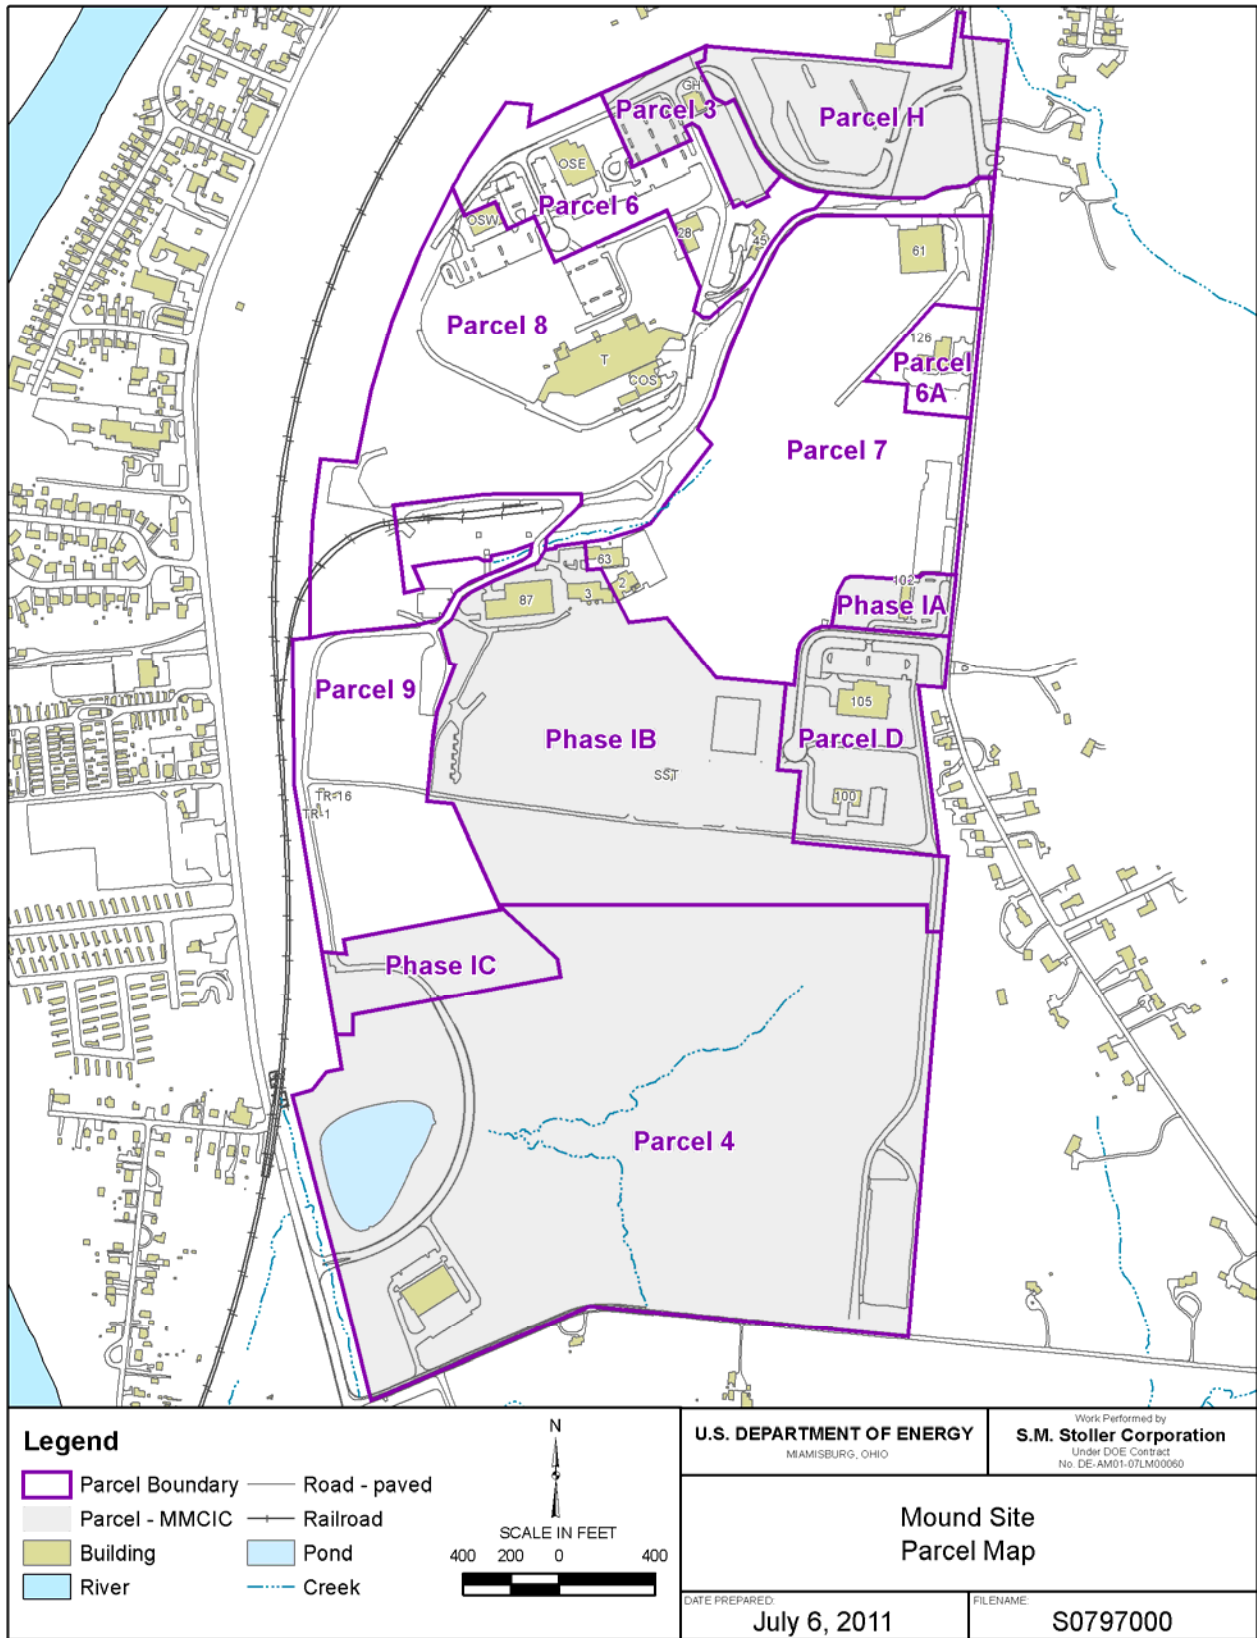 GH
Parcel 3
Parcel H
OSE
Parcel 6
OSW
28
45
61
Parcel 8
126
T
Parcel
6A
COS
Parcel 7
63
102
2
3
87
Phase IA
Parcel 9
105
Phase IB
Parcel D
SST
TR-16
100
TR-1
Phase IC
Parcel 4
Legend
Parcel Boundary
Road - paved
Parcel - MMCIC
Railroad
Building
Pond
River
Creek
N
SCALE IN FEET
400 200 0 400
U.S. DEPARTMENT OF ENERGY
MIAMISBURG, OHIO
Work Performed by
S.M. Stoller Corporation
Under DOE Contract
No. DE-AM01-07LM00060
Mound Site
Parcel Map
DATE PREPARED:
July 6, 2011
FILENAME:
S0797000